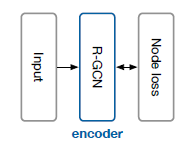 Input
R-GCN
Node loss
encoder